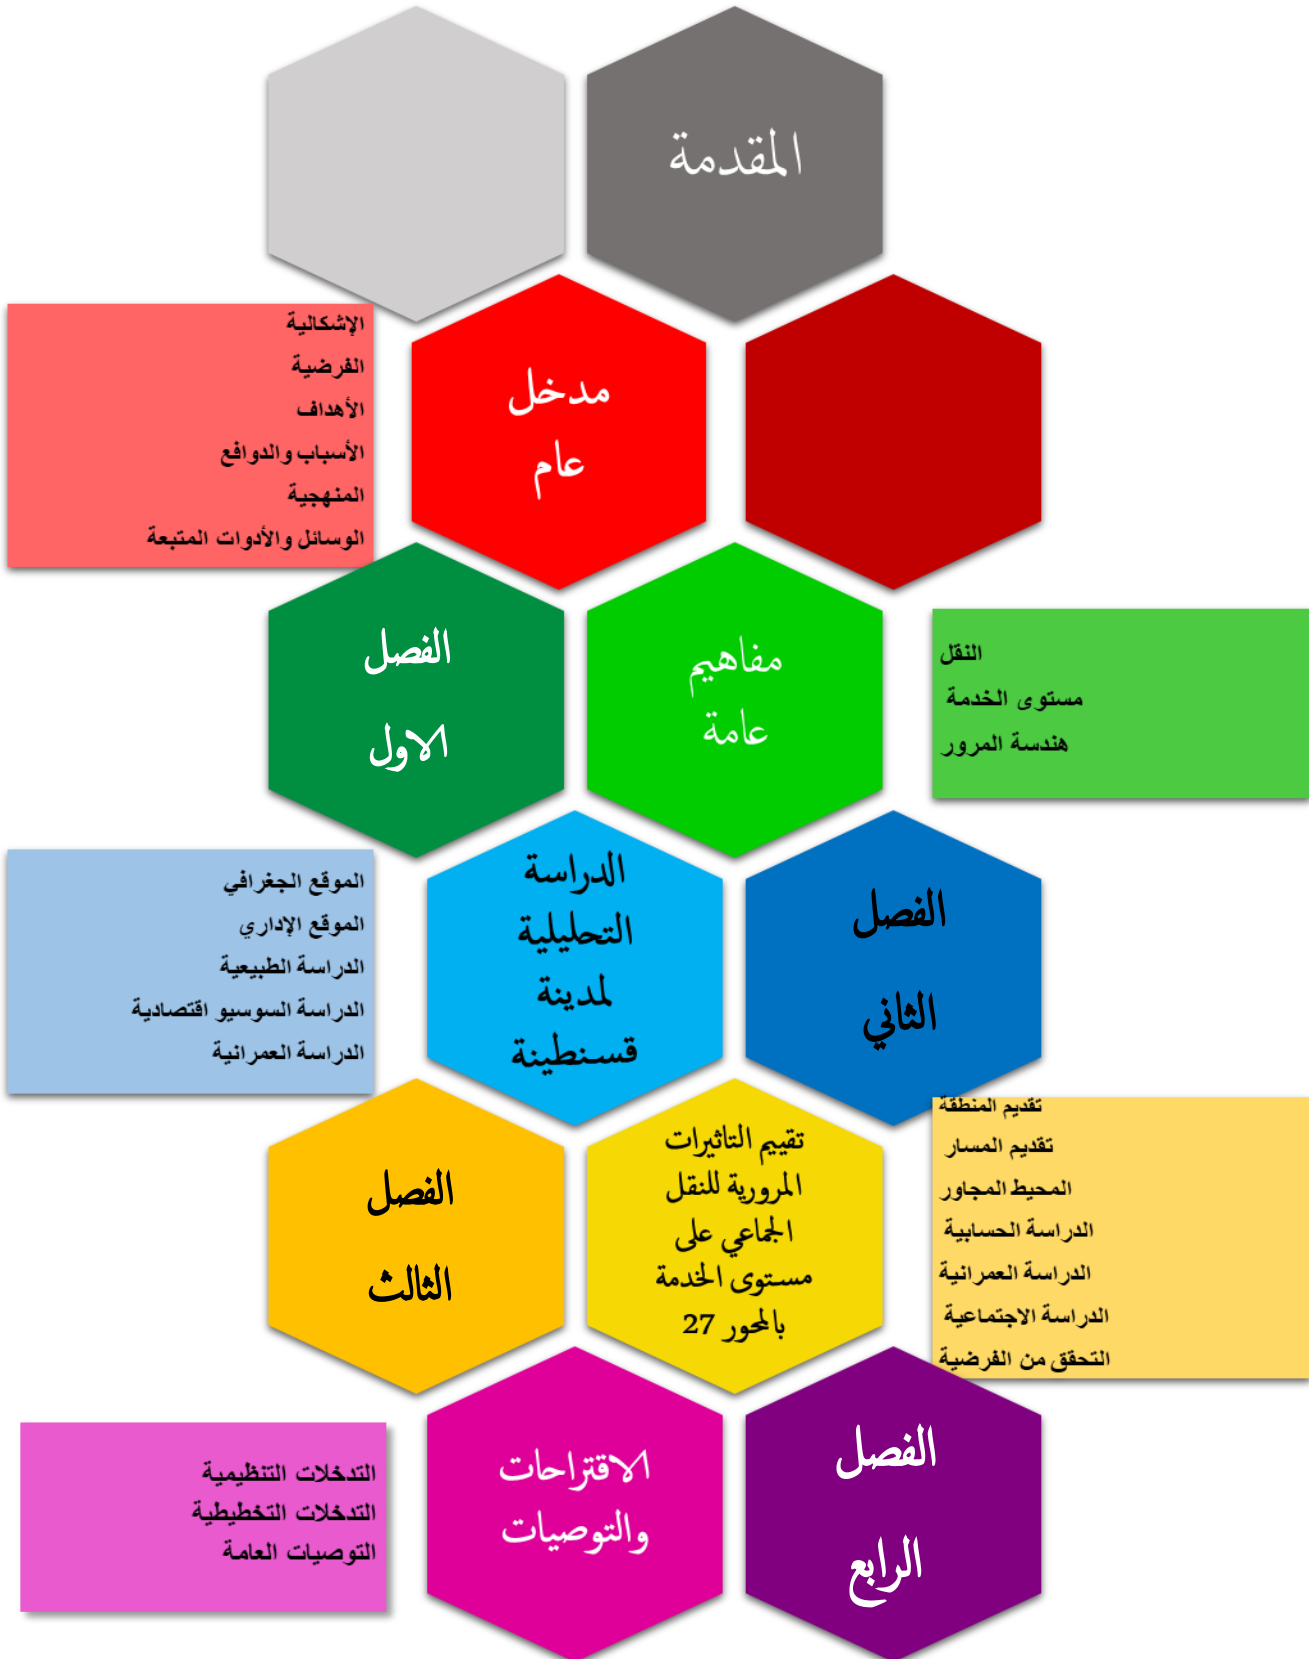 المقدمة
مدخل
عام
الإشكالية
الفرضية
الأهداف
الأسباب والدوافع
المنهجية
الوسائل والأدوات المتبعة
الفصل
الاول
مفاهيم
عامة
النقل
مستوى الخدمة
هندسة المرور
الفصل
الثاني
الدراسة
التحليلية
لمدينة
قسنطينة
الموقع الجغرافي
الموقع الإداري
الدراسة الطبيعية
الدراسة السوسيو اقتصادية
الدراسة العمرانية
الفصل
الثالث
تقييم التاثيرات
المرورية للنقل
الجماعي على
مستوى الخدمة
بالمحور 27
تقديم المنطقة
تقديم المسار
المحيط المجاور
الدراسة الحسابية
الدراسة العمرانية
الدراسة الاجتماعية
التحقق من الفرضية
الفصل
الرابع
الاقتراحات
والتوصيات
التدخلات التنظيمية
التدخلات التخطيطية
التوصيات العامة